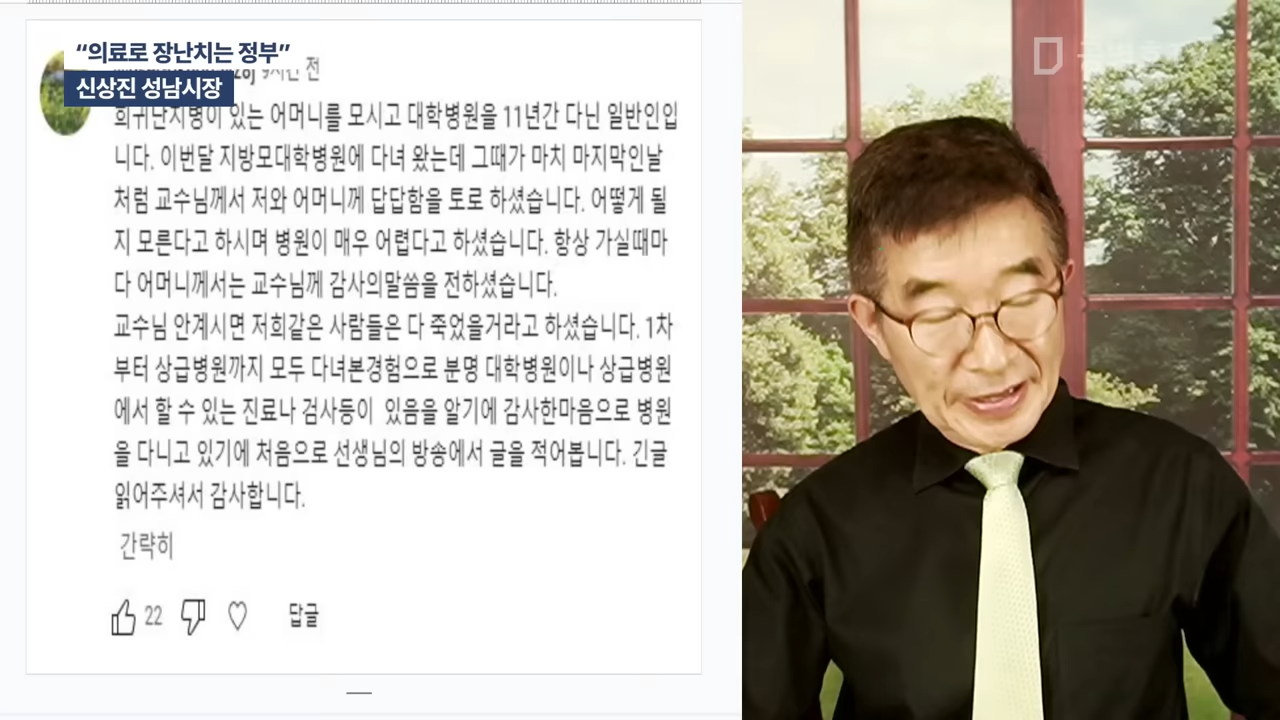 “의료로 장난치는 정부”
9시간 전
신상진 성남시장
희귀난치병이 있는 어머니를 모시고 대학병원을 11년간 다닌 일반인입
니다. 이번달 지방모대학병원에 다녀 왔는데 그때가 마치 마지막인날
처럼 교수님께서 저와 어머니께 답답함을 토로 하셨습니다. 어떻게 될
지 모른다고 하시며 병원이 매우 어렵다고 하셨습니다. 항상 가실때마
다 어머니께서는 교수님께 감사의말씀을 전하셨습니다.
교수님 안계시면 저희같은 사람들은 다 죽었을거라고 하셨습니다. 1차
부터 상급병원까지 모두 다녀본경험으로 분명 대학병원이나 상급병원
에서 할 수 있는 진료나 검사등이 있음을 알기에 감사한마음으로 병원
을 다니고 있기에 처음으로 선생님의 방송에서 글을 적어봅니다. 긴글
읽어주셔서 감사합니다.
간략히
22
답글